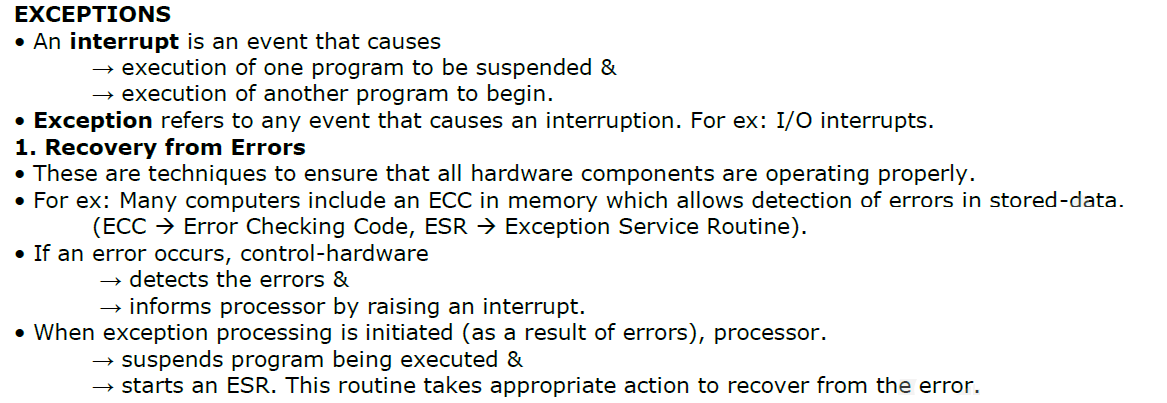 EXCEPTIONS
• An interrupt is an event that causes
→ execution of one program to be suspended &
→ execution of another program to begin.
• Exception refers to any event that causes an interruption. For ex: I/O interrupts.
1. Recovery from Errors
• These are techniques to ensure that all hardware components are operating properly.
• For ex: Many computers include an ECC in memory which allows detection of errors in stored-data.
(ECC → Error Checking Code, ESR → Exception Service Routine).
• If an error occurs, control-hardware
→ detects the errors &
→ informs processor by raising an interrupt.
• When exception processing is initiated (as a result of errors), processor.
→ suspends program being executed &
→ starts an ESR. This routine takes appropriate action to recover from the error.